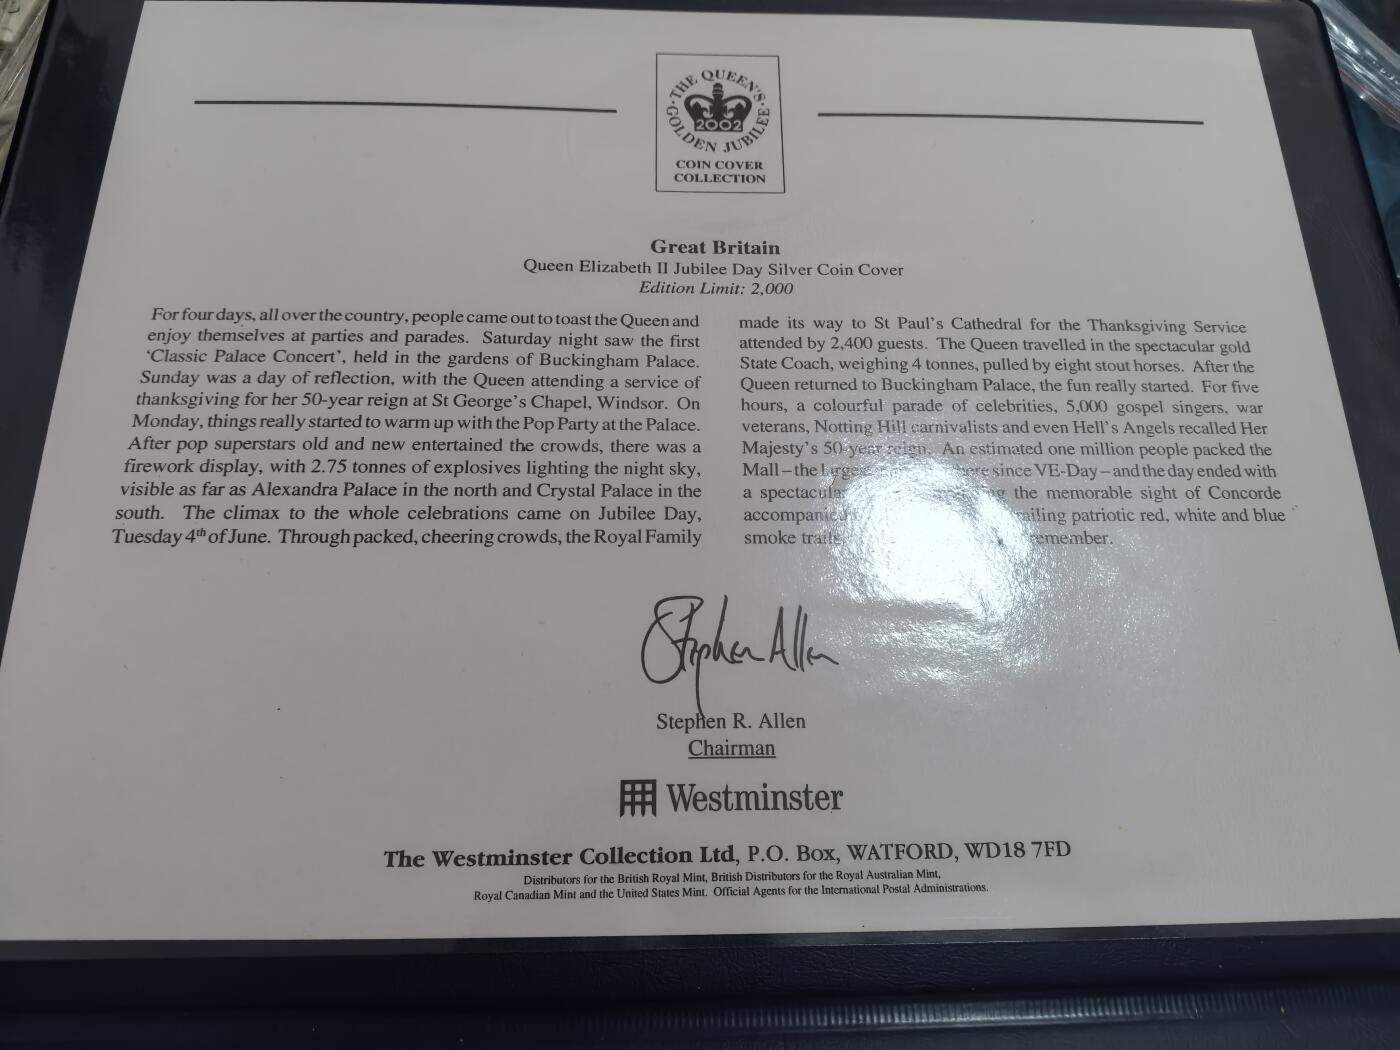 THE QUEEN'S
2002
GOLDEN JUBILEE
COIN COVER
COLLECTION
Great Britain
Queen Elizabeth II Jubilee Day Silver Coin Cover
Edition Limit: 2,000
For four days, all over the country, people came out to toast the Queen and
enjoy themselves at parties and parades. Saturday night saw the first
'Classic Palace Concert', held in the gardens of Buckingham Palace.
Sunday was a day of reflection, with the Queen attending a service of
thanksgiving for her 50-year reign at St George's Chapel, Windsor. On
Monday, things really started to warm up with the Pop Party at the Palace.
After pop superstars old and new entertained the crowds, there was a
firework display, with 2.75 tonnes of explosives lighting the night sky,
visible as far as Alexandra Palace in the north and Crystal Palace in the
south. The climax to the whole celebrations came on Jubilee Day,
Tuesday 4th of June. Through packed, cheering crowds, the Royal Family
made its way to St Paul's Cathedral for the Thanksgiving Service
attended by 2,400 guests. The Queen travelled in the spectacular gold
State Coach, weighing 4 tonnes, pulled by eight stout horses. After the
Queen returned to Buckingham Palace, the fun really started. For five
hours, a colourful parade of celebrities, 5,000 gospel singers, war
veterans, Notting Hill carnivalists and even Hell's Angels recalled Her
Majesty's 50-year reign. An estimated one million people packed the
Mall – the since VE-Day – and the day ended with
a the memorable sight of Concorde
patriotic red, white and blue
smoke trails remember.
Stephen Allen
Stephen R. Allen
Chairman
Westminster
The Westminster Collection Ltd, P.O. Box, WATFORD, WD18 7FD
Distributors for the British Royal Mint, British Distributors for the Royal Australian Mint,
Royal Canadian Mint and the United States Mint. Official Agents for the International Postal Administrations.